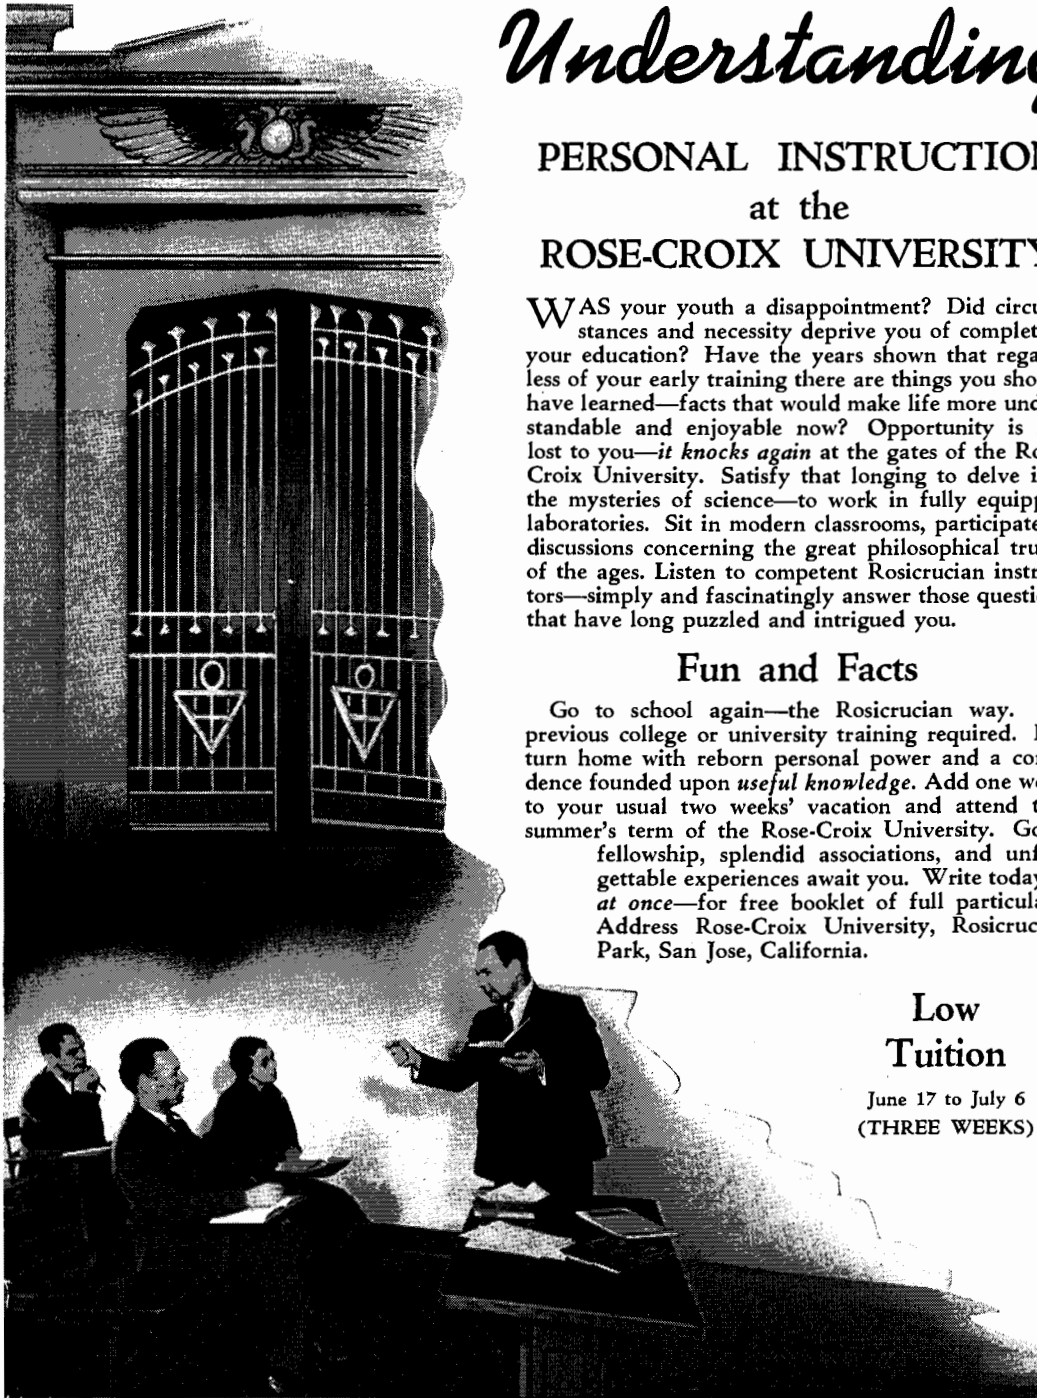 Understanding
PERSONAL INSTRUCTION
at the
ROSE-CROIX UNIVERSITY
WAS your youth a disappointment? Did circu
stances and necessity deprive you of complet
your education? Have the years shown that rega
less of your early training there are things you sho
have learned—facts that would make life more und
standable and enjoyable now? Opportunity is
lost to you—it knocks again at the gates of the Ro
Croix University. Satisfy that longing to delve i
the mysteries of science—to work in fully equipp
laboratories. Sit in modern classrooms, participate
discussions concerning the great philosophical tru
of the ages. Listen to competent Rosicrucian instr
tors—simply and fascinatingly answer those questi
that have long puzzled and intrigued you.
Fun and Facts
Go to school again—the Rosicrucian way.
previous college or university training required.
turn home with reborn personal power and a co
dence founded upon useful knowledge. Add one we
to your usual two weeks' vacation and attend t
summer's term of the Rose-Croix University. Go
fellowship, splendid associations, and unf
gettable experiences await you. Write today
at once—for free booklet of full particula
Address Rose-Croix University, Rosicruc
Park, San Jose, California.
Low
Tuition
June 17 to July 6
(THREE WEEKS)